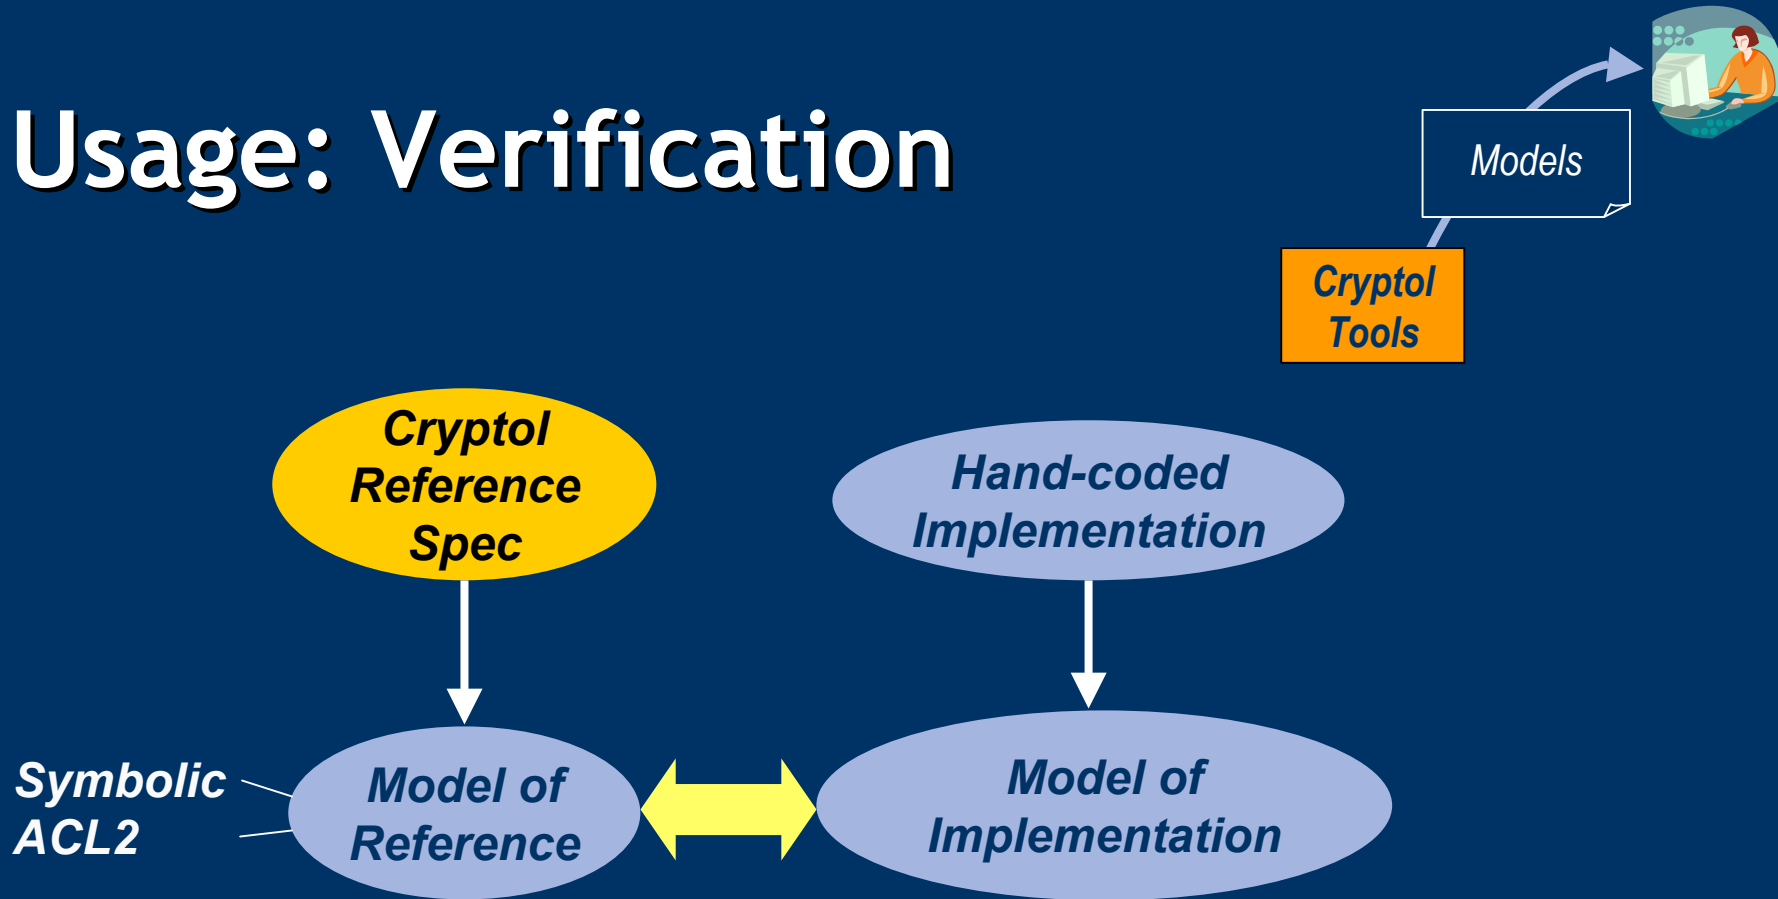 Usage: Verification
Models
Cryptol
Tools
Cryptol
Reference
Spec
Hand-coded
Implementation
Symbolic
ACL2
Model of
Reference
Model of
Implementation